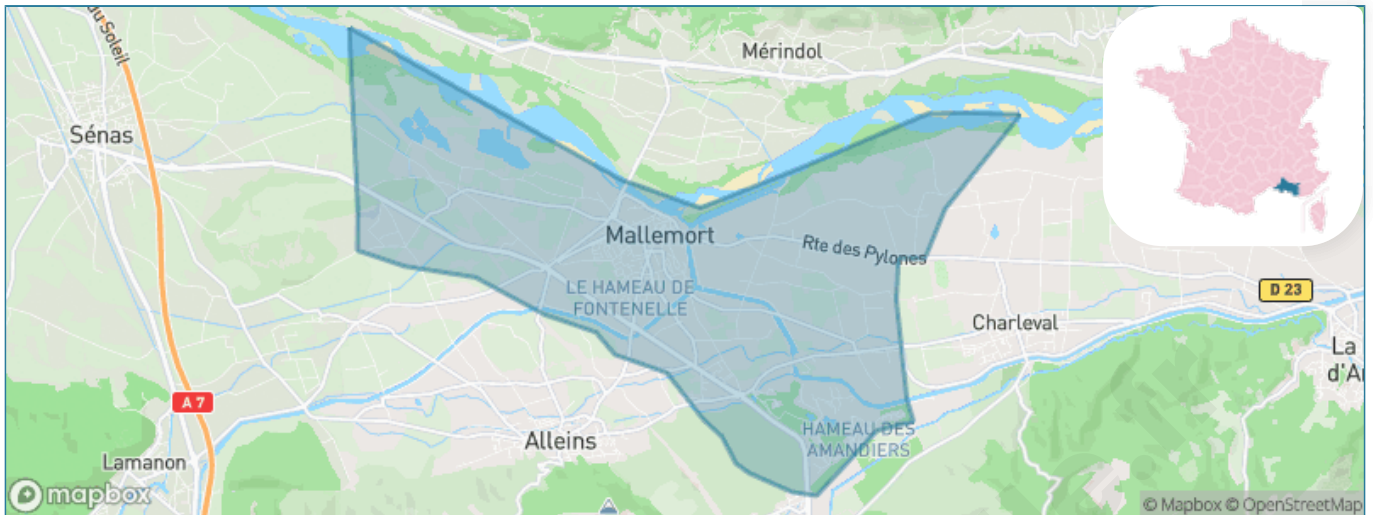 du Soleil
Mérindol
Sénas
Mallemort
Rte des Pylones
LE HAMEAU DE
FONTENELLE
D 23
Charleval
La
d'A
A 7
HAMEAU DES
AMANDIERS
Alleins
Lamanon
mapbox
© Mapbox © OpenStreetMap